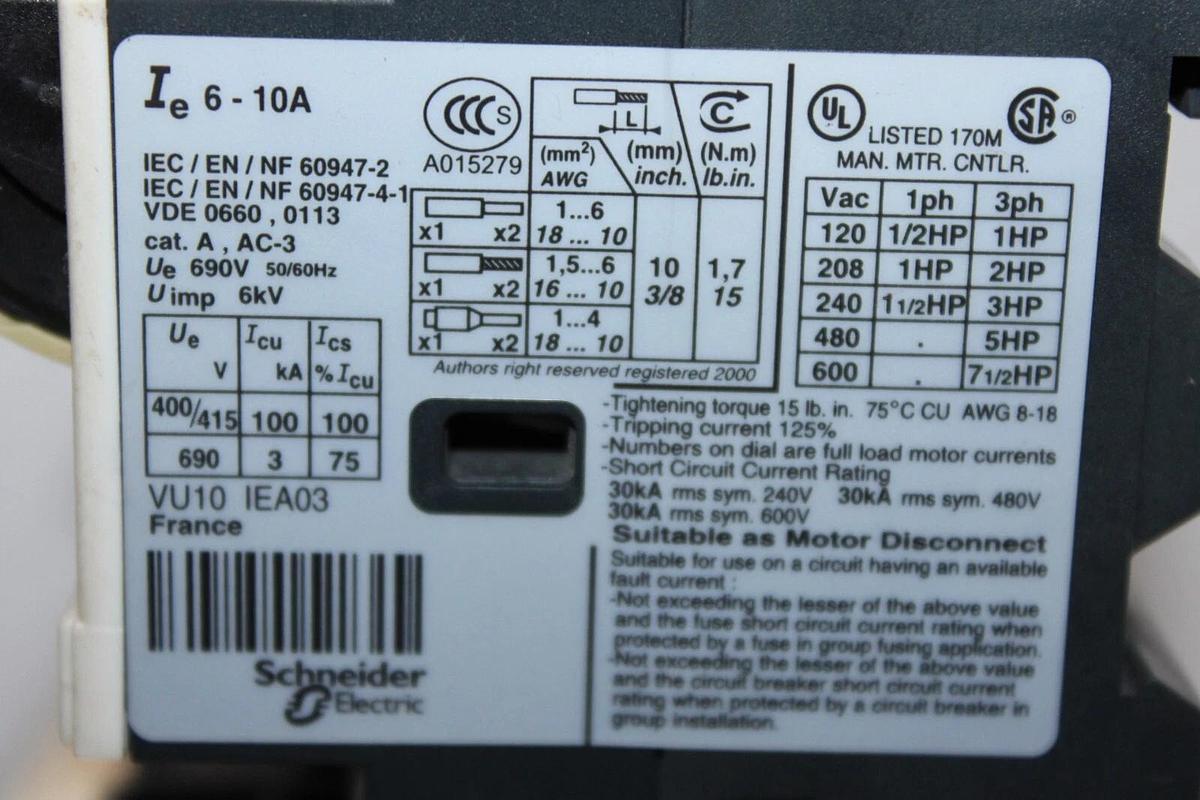 Ie 6 - 10A
IEC / EN / NF 60947-2
IEC / EN / NF 60947-4-1
VDE 0660 , 0113
cat. A , AC-3
Ue 690V 50/60Hz
Uimp 6kV
Ue V Icu kA Ics % Icu
400/415 100 100
690 3 75
VU10 IEA03
France
Schneider
Electric
CCC S
A015279
L C
(mm²) (mm) (N.m)
AWG inch. lb.in.
x1 x2 1...6
18 ... 10
x1 x2 1,5...6 10 1,7
16 ... 10 3/8 15
x1 x2 1...4
18 ... 10
Authors right reserved registered 2000
UL LISTED 170M SA ®
MAN. MTR. CNTLR.
Vac 1ph 3ph
120 1/2HP 1HP
208 1HP 2HP
240 1 1/2HP 3HP
480 . 5HP
600 . 7 1/2HP
-Tightening torque 15 lb. in. 75°C CU AWG 8-18
-Tripping current 125%
-Numbers on dial are full load motor currents
-Short Circuit Current Rating
30kA rms sym. 240V 30kA rms sym. 480V
30kA rms sym. 600V
Suitable as Motor Disconnect
Suitable for use on a circuit having an available
fault current :
-Not exceeding the lesser of the above value
and the fuse short circuit current rating when
protected by a fuse in group fusing application.
-Not exceeding the lesser of the above value
and the circuit breaker short circuit current
rating when protected by a circuit breaker in
group installation.